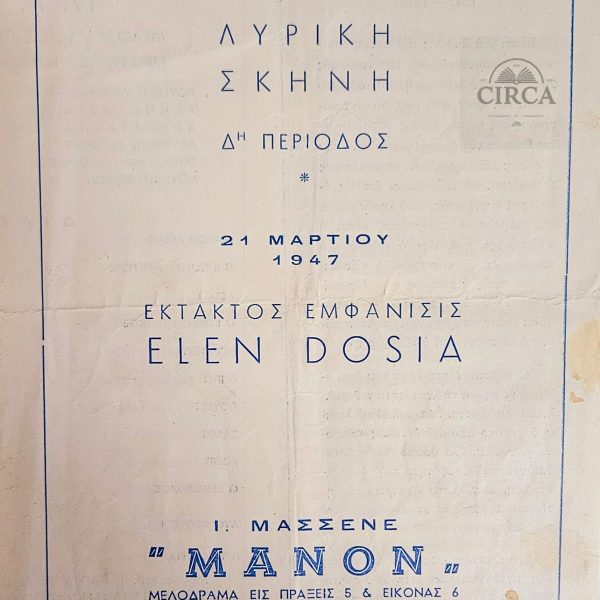 ΛΥΡΙΚΗ
ΣΚΗΝΗ
CIRCA
Δᴴ ΠΕΡΙΟΔΟΣ
21 ΜΑΡΤΙΟΥ
1947
ΕΚΤΑΚΤΟΣ ΕΜΦΑΝΙΣΙΣ
ELEN DOSIA
Ι. ΜΑΣΣΕΝΕ
"ΜΑΝΟΝ„
ΜΕΛΟΔΡΑΜΑ ΕΙΣ ΠΡΑΞΕΙΣ 5 & ΕΙΚΟΝΑΣ 6